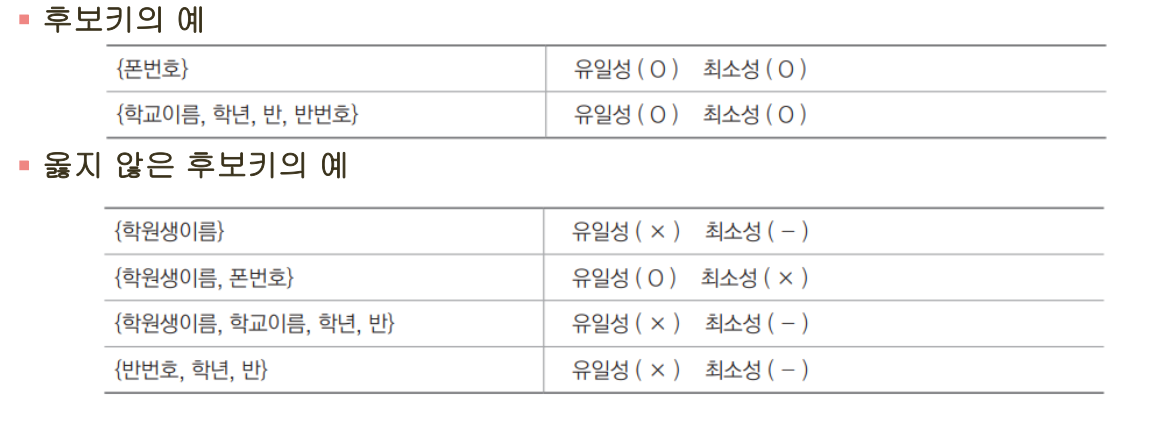 ▪ 후보키의 예
{폰번호} 유일성 ( O ) 최소성 ( O )
{학교이름, 학년, 반, 반번호} 유일성 ( O ) 최소성 ( O )
▪ 옳지 않은 후보키의 예
{학원생이름} 유일성 ( × ) 최소성 ( − )
{학원생이름, 폰번호} 유일성 ( O ) 최소성 ( × )
{학원생이름, 학교이름, 학년, 반} 유일성 ( × ) 최소성 ( − )
{반번호, 학년, 반} 유일성 ( × ) 최소성 ( − )